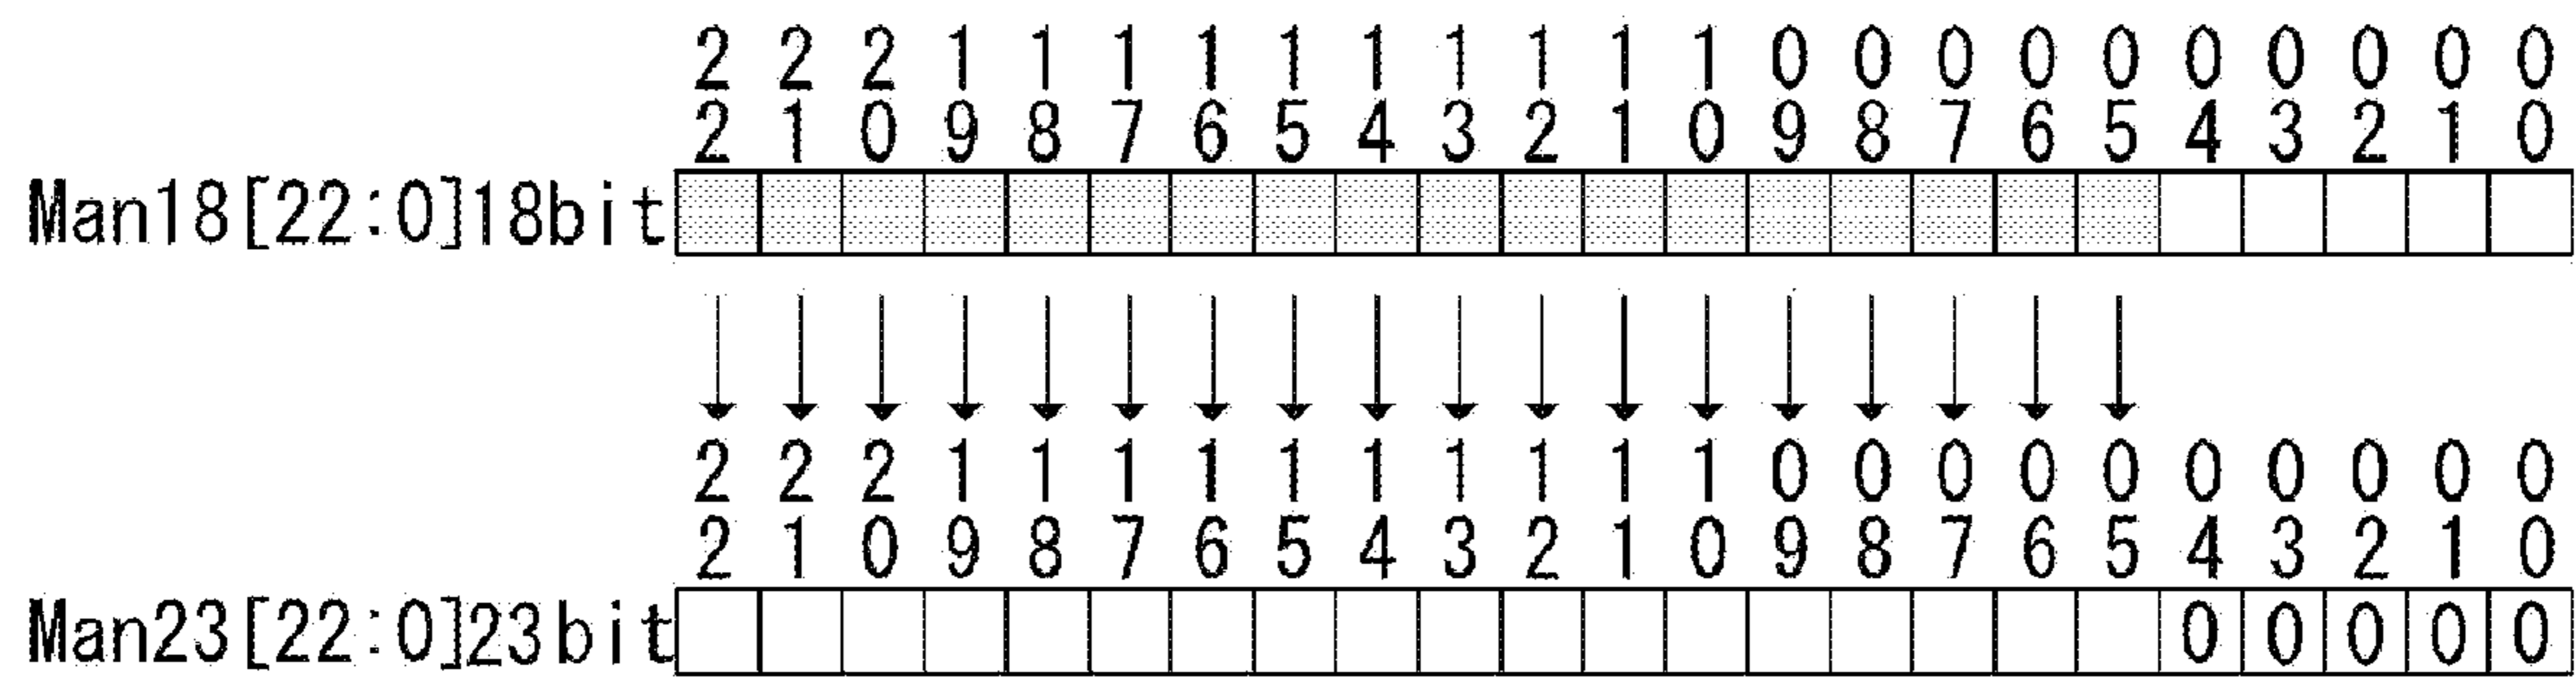 2 2 2 1 1 1 1 1 1 1 1 1 1 0 0 0 0 0 0 0 0 0 0
2 1 0 9 8 7 6 5 4 3 2 1 0 9 8 7 6 5 4 3 2 1 0
Man18[22:0]18bit
2 2 2 1 1 1 1 1 1 1 1 1 1 0 0 0 0 0 0 0 0 0 0
2 1 0 9 8 7 6 5 4 3 2 1 0 9 8 7 6 5 4 3 2 1 0
Man23[22:0]23bit 0 0 0 0 0